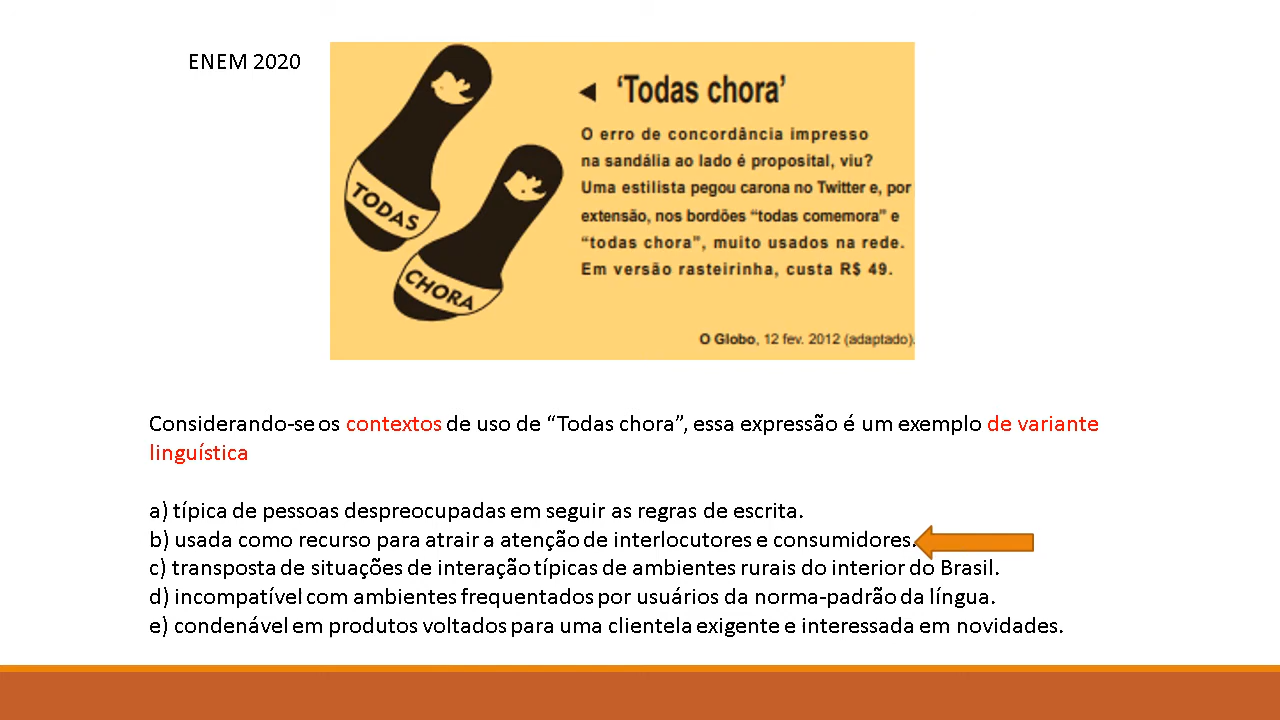 ENEM 2020
TODAS
CHORA
‘Todas chora’
O erro de concordância impresso
na sandália ao lado é proposital, viu?
Uma estilista pegou carona no Twitter e, por
extensão, nos bordões “todas comemora” e
“todas chora”, muito usados na rede.
Em versão rasteirinha, custa R$ 49.
O Globo, 12 fev. 2012 (adaptado).
Considerando-se os contextos de uso de “Todas chora”, essa expressão é um exemplo de variante
linguística
a) típica de pessoas despreocupadas em seguir as regras de escrita.
b) usada como recurso para atrair a atenção de interlocutores e consumidores.
c) transposta de situações de interação típicas de ambientes rurais do interior do Brasil.
d) incompatível com ambientes frequentados por usuários da norma-padrão da língua.
e) condenável em produtos voltados para uma clientela exigente e interessada em novidades.